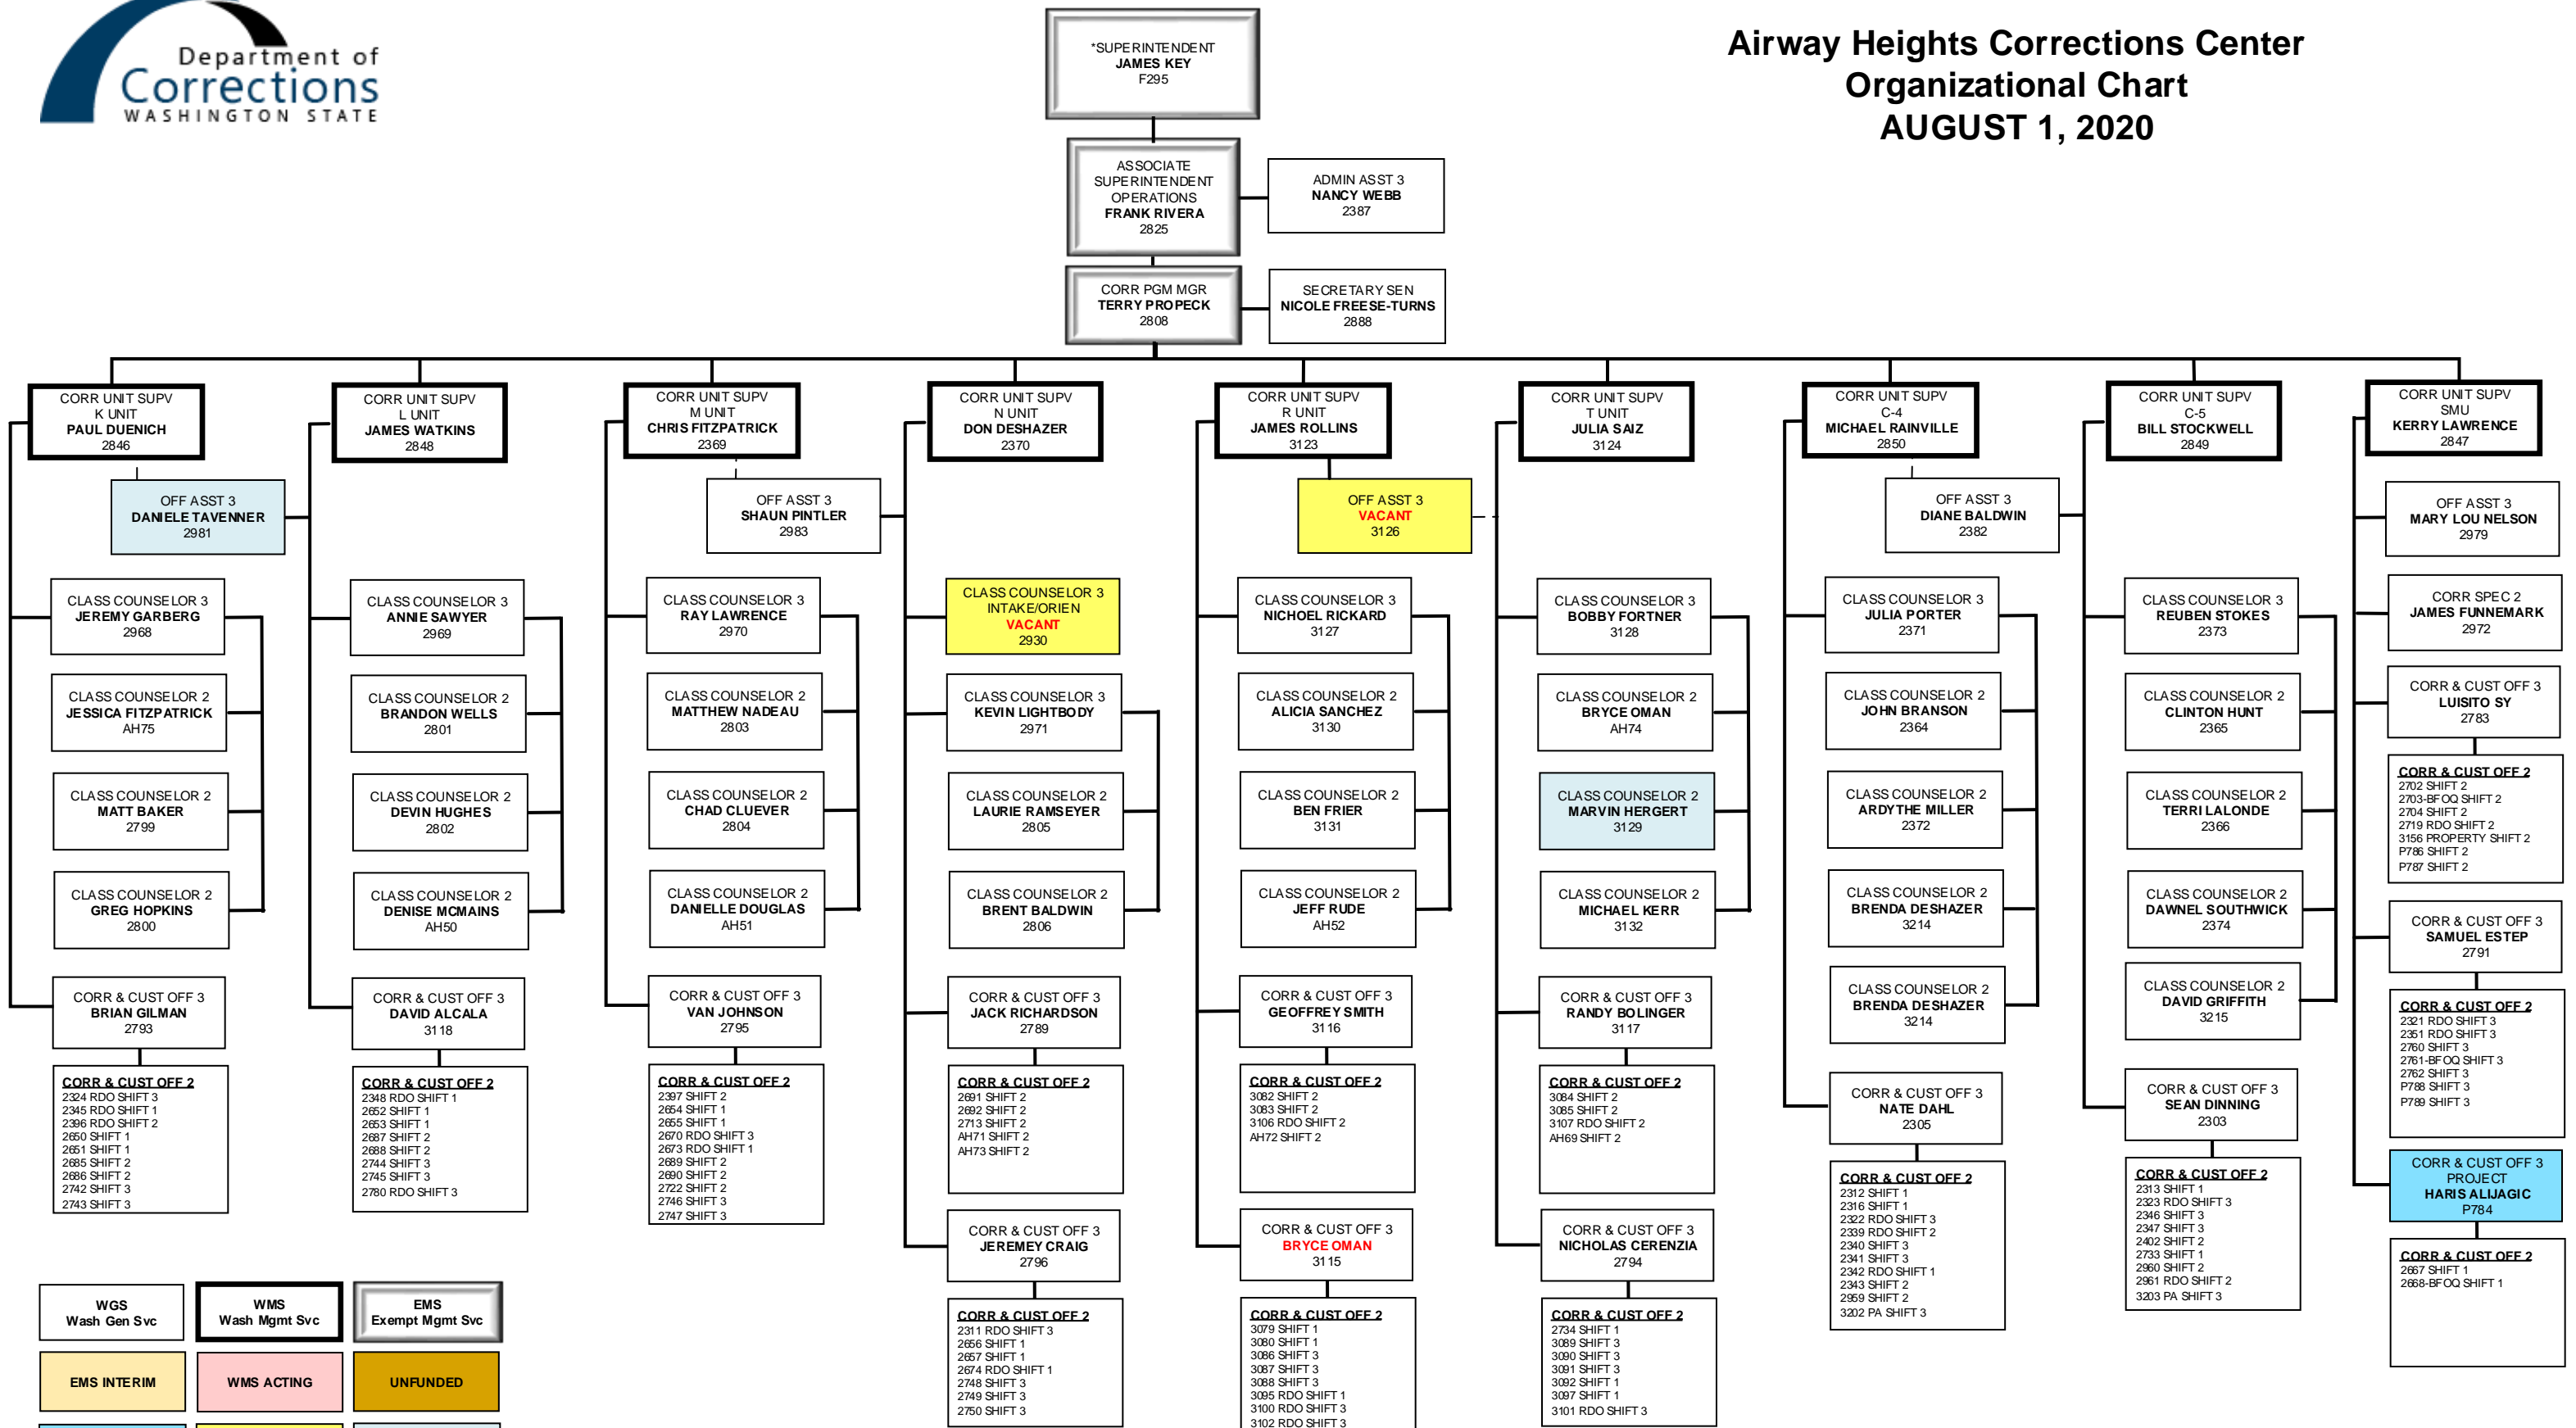 Department of
Corrections
WASHINGTON STATE
Airway Heights Corrections Center
Organizational Chart
AUGUST 1, 2020
*SUPERINTENDENT
JAMES KEY
F295
ASSOCIATE
SUPERINTENDENT
OPERATIONS
FRANK RIVERA
2825
ADMIN ASST 3
NANCY WEBB
2387
CORR PGM MGR
TERRY PROPECK
2808
SECRETARY SEN
NICOLE FREESE-TURNS
2888
CORR UNIT SUPV
K UNIT
PAUL DUENICH
2846
OFF ASST 3
DANIELE TAVENNER
2981
CLASS COUNSELOR 3
JEREMY GARBERG
2968
CLASS COUNSELOR 2
JESSICA FITZPATRICK
AH75
CLASS COUNSELOR 2
MATT BAKER
2799
CLASS COUNSELOR 2
GREG HOPKINS
2800
CORR & CUST OFF 3
BRIAN GILMAN
2793
CORR & CUST OFF 2
2324 RDO SHIFT 3
2345 RDO SHIFT 1
2396 RDO SHIFT 2
2650 SHIFT 1
2651 SHIFT 1
2685 SHIFT 2
2686 SHIFT 2
2742 SHIFT 3
2743 SHIFT 3
CORR UNIT SUPV
L UNIT
JAMES WATKINS
2848
CLASS COUNSELOR 3
ANNIE SAWYER
2969
CLASS COUNSELOR 2
BRANDON WELLS
2801
CLASS COUNSELOR 2
DEVIN HUGHES
2802
CLASS COUNSELOR 2
DENISE MCMAINS
AH50
CORR & CUST OFF 3
DAVID ALCALA
3118
CORR & CUST OFF 2
2348 RDO SHIFT 1
2652 SHIFT 1
2653 SHIFT 1
2687 SHIFT 2
2688 SHIFT 2
2744 SHIFT 3
2745 SHIFT 3
2780 RDO SHIFT 3
CORR UNIT SUPV
M UNIT
CHRIS FITZPATRICK
2369
OFF ASST 3
SHAUN PINTLER
2983
CLASS COUNSELOR 3
RAY LAWRENCE
2970
CLASS COUNSELOR 2
MATTHEW NADEAU
2803
CLASS COUNSELOR 2
CHAD CLUEVER
2804
CLASS COUNSELOR 2
DANIELLE DOUGLAS
AH51
CORR & CUST OFF 3
VAN JOHNSON
2795
CORR & CUST OFF 2
2397 SHIFT 2
2654 SHIFT 1
2655 SHIFT 1
2670 RDO SHIFT 3
2673 RDO SHIFT 1
2689 SHIFT 2
2690 SHIFT 2
2722 SHIFT 2
2746 SHIFT 3
2747 SHIFT 3
CORR UNIT SUPV
N UNIT
DON DESHAZER
2370
CLASS COUNSELOR 3
INTAKE/ORIEN
VACANT
2930
CLASS COUNSELOR 3
KEVIN LIGHTBODY
2971
CLASS COUNSELOR 2
LAURIE RAMSEYER
2805
CLASS COUNSELOR 2
BRENT BALDWIN
2806
CORR & CUST OFF 3
JACK RICHARDSON
2789
CORR & CUST OFF 2
2691 SHIFT 2
2692 SHIFT 2
2713 SHIFT 2
AH71 SHIFT 2
AH73 SHIFT 2
CORR & CUST OFF 3
JEREMEY CRAIG
2796
CORR & CUST OFF 2
2311 RDO SHIFT 3
2656 SHIFT 1
2657 SHIFT 1
2674 RDO SHIFT 1
2748 SHIFT 3
2749 SHIFT 3
2750 SHIFT 3
CORR UNIT SUPV
R UNIT
JAMES ROLLINS
3123
OFF ASST 3
VACANT
3126
CLASS COUNSELOR 3
NICHOEL RICKARD
3127
CLASS COUNSELOR 2
ALICIA SANCHEZ
3130
CLASS COUNSELOR 2
BEN FRIER
3131
CLASS COUNSELOR 2
JEFF RUDE
AH52
CORR & CUST OFF 3
GEOFFREY SMITH
3116
CORR & CUST OFF 2
3082 SHIFT 2
3083 SHIFT 2
3106 RDO SHIFT 2
AH72 SHIFT 2
CORR & CUST OFF 3
BRYCE OMAN
3115
CORR & CUST OFF 2
3079 SHIFT 1
3080 SHIFT 1
3086 SHIFT 3
3087 SHIFT 3
3088 SHIFT 3
3095 RDO SHIFT 1
3100 RDO SHIFT 3
3102 RDO SHIFT 3
CORR UNIT SUPV
T UNIT
JULIA SAIZ
3124
CLASS COUNSELOR 3
BOBBY FORTNER
3128
CLASS COUNSELOR 2
BRYCE OMAN
AH74
CLASS COUNSELOR 2
MARVIN HERGERT
3129
CLASS COUNSELOR 2
MICHAEL KERR
3132
CORR & CUST OFF 3
RANDY BOLINGER
3117
CORR & CUST OFF 2
3084 SHIFT 2
3085 SHIFT 2
3107 RDO SHIFT 2
AH69 SHIFT 2
CORR & CUST OFF 3
NICHOLAS CERENZIA
2794
CORR & CUST OFF 2
2734 SHIFT 1
3089 SHIFT 3
3090 SHIFT 3
3091 SHIFT 3
3092 SHIFT 1
3097 SHIFT 1
3101 RDO SHIFT 3
CORR UNIT SUPV
C-4
MICHAEL RAINVILLE
2850
OFF ASST 3
DIANE BALDWIN
2382
CLASS COUNSELOR 3
JULIA PORTER
2371
CLASS COUNSELOR 2
JOHN BRANSON
2364
CLASS COUNSELOR 2
ARDYTHE MILLER
2372
CLASS COUNSELOR 2
BRENDA DESHAZER
3214
CLASS COUNSELOR 2
BRENDA DESHAZER
3214
CORR & CUST OFF 3
NATE DAHL
2305
CORR & CUST OFF 2
2312 SHIFT 1
2316 SHIFT 1
2322 RDO SHIFT 3
2339 RDO SHIFT 2
2340 SHIFT 3
2341 SHIFT 3
2342 RDO SHIFT 1
2343 SHIFT 2
2959 SHIFT 2
3202 PA SHIFT 3
CORR UNIT SUPV
C-5
BILL STOCKWELL
2849
CLASS COUNSELOR 3
REUBEN STOKES
2373
CLASS COUNSELOR 2
CLINTON HUNT
2365
CLASS COUNSELOR 2
TERRI LALONDE
2366
CLASS COUNSELOR 2
DAWNEL SOUTHWICK
2374
CLASS COUNSELOR 2
DAVID GRIFFITH
3215
CORR & CUST OFF 3
SEAN DINNING
2303
CORR & CUST OFF 2
2313 SHIFT 1
2323 RDO SHIFT 3
2346 SHIFT 3
2347 SHIFT 3
2402 SHIFT 2
2733 SHIFT 1
2960 SHIFT 2
2961 RDO SHIFT 2
3203 PA SHIFT 3
CORR UNIT SUPV
SMU
KERRY LAWRENCE
2847
OFF ASST 3
MARY LOU NELSON
2979
CORR SPEC 2
JAMES FUNNEMARK
2972
CORR & CUST OFF 3
LUISITO SY
2783
CORR & CUST OFF 2
2702 SHIFT 2
2703-BFOQ SHIFT 2
2704 SHIFT 2
2719 RDO SHIFT 2
3156 PROPERTY SHIFT 2
P786 SHIFT 2
P787 SHIFT 2
CORR & CUST OFF 3
SAMUEL ESTEP
2791
CORR & CUST OFF 2
2321 RDO SHIFT 3
2351 RDO SHIFT 3
2760 SHIFT 3
2761-BFOQ SHIFT 3
2762 SHIFT 3
P788 SHIFT 3
P789 SHIFT 3
CORR & CUST OFF 3
PROJECT
HARIS ALIJAGIC
P784
CORR & CUST OFF 2
2667 SHIFT 1
2668-BFOQ SHIFT 1
WGS
Wash Gen Svc
WMS
Wash Mgmt Svc
EMS
Exempt Mgmt Svc
EMS INTERIM
WMS ACTING
UNFUNDED